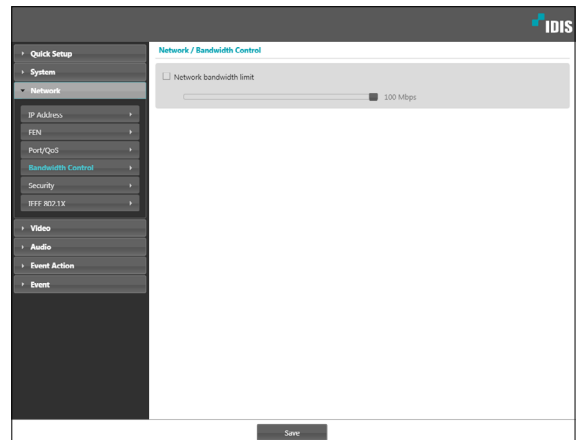 IDIS
Quick Setup
System
Network
IP Address
FEN
Port/QoS
Bandwidth Control
Security
IEEE 802.1X
Video
Audio
Event Action
Event
Network / Bandwidth Control
Network bandwidth limit
100 Mbps
Save